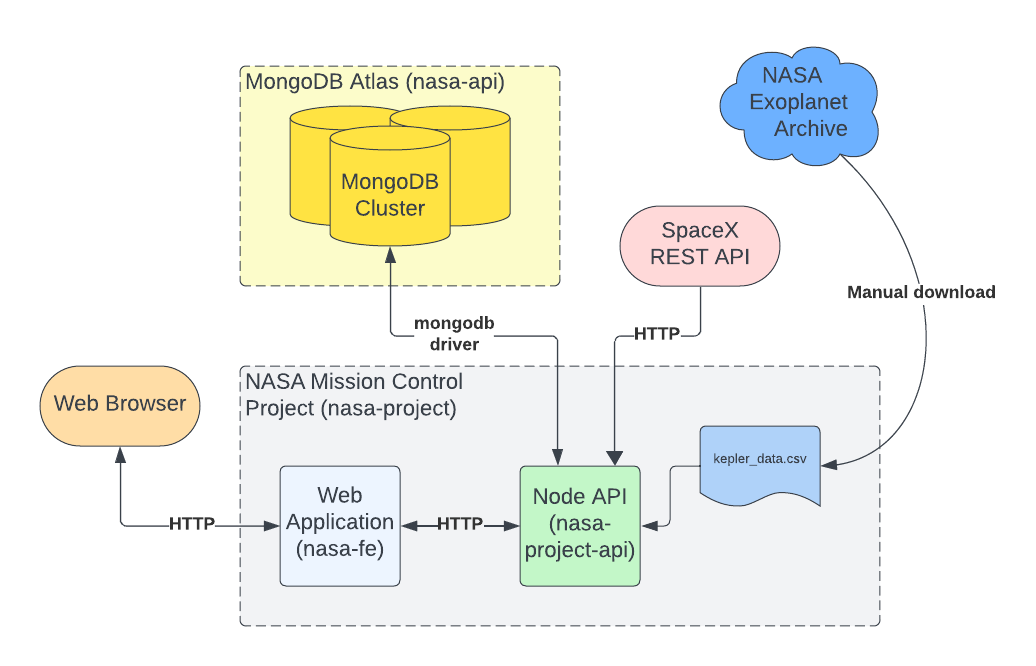 MongoDB Atlas (nasa-api)
MongoDB
Cluster
NASA
Exoplanet
Archive
SpaceX
REST API
Manual download
mongodb
driver
HTTP
NASA Mission Control
Project (nasa-project)
Web Browser
kepler_data.csv
Web
Application
(nasa-fe)
Node API
(nasa-
project-api)
HTTP
HTTP